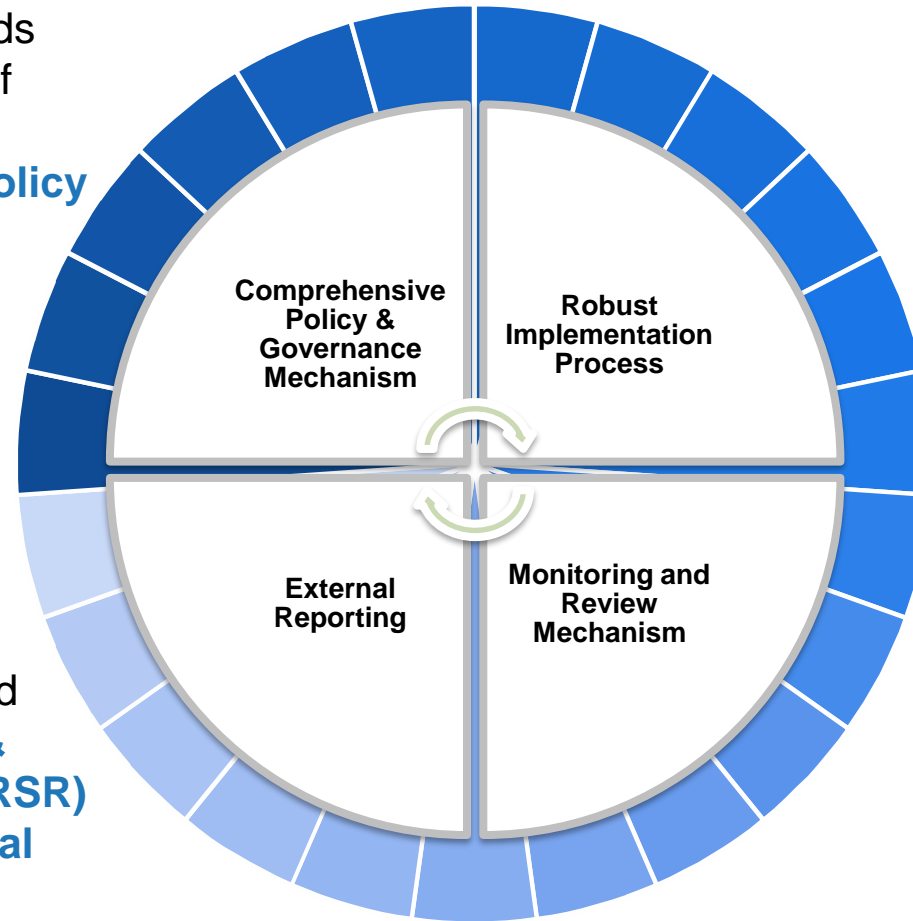 ds
f
olicy
Comprehensive
Policy &
Governance
Mechanism
Robust
Implementation
Process
External
Reporting
Monitoring and
Review
Mechanism
d
&
RSR)
al